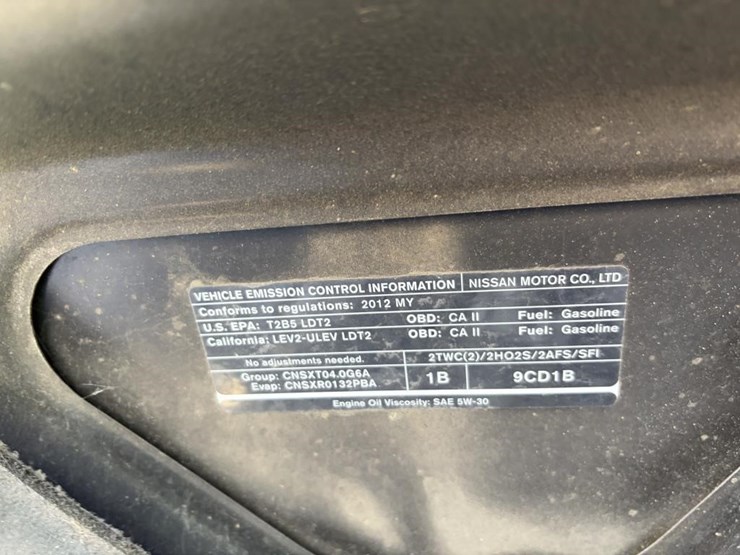 VEHICLE EMISSION CONTROL INFORMATION NISSAN MOTOR CO., LTD
Conforms to regulations: 2012 MY
U.S. EPA: T2B5 LDT2 OBD: CA II Fuel: Gasoline
California: LEV2-ULEV LDT2 OBD: CA II Fuel: Gasoline
No adjustments needed. 2TWC(2)/2HO2S/2AFS/SFI
Group: CNSXT04.0G6A
Evap: CNSXR0132PBA 1B 9CD1B
Engine Oil Viscosity: SAE 5W-30